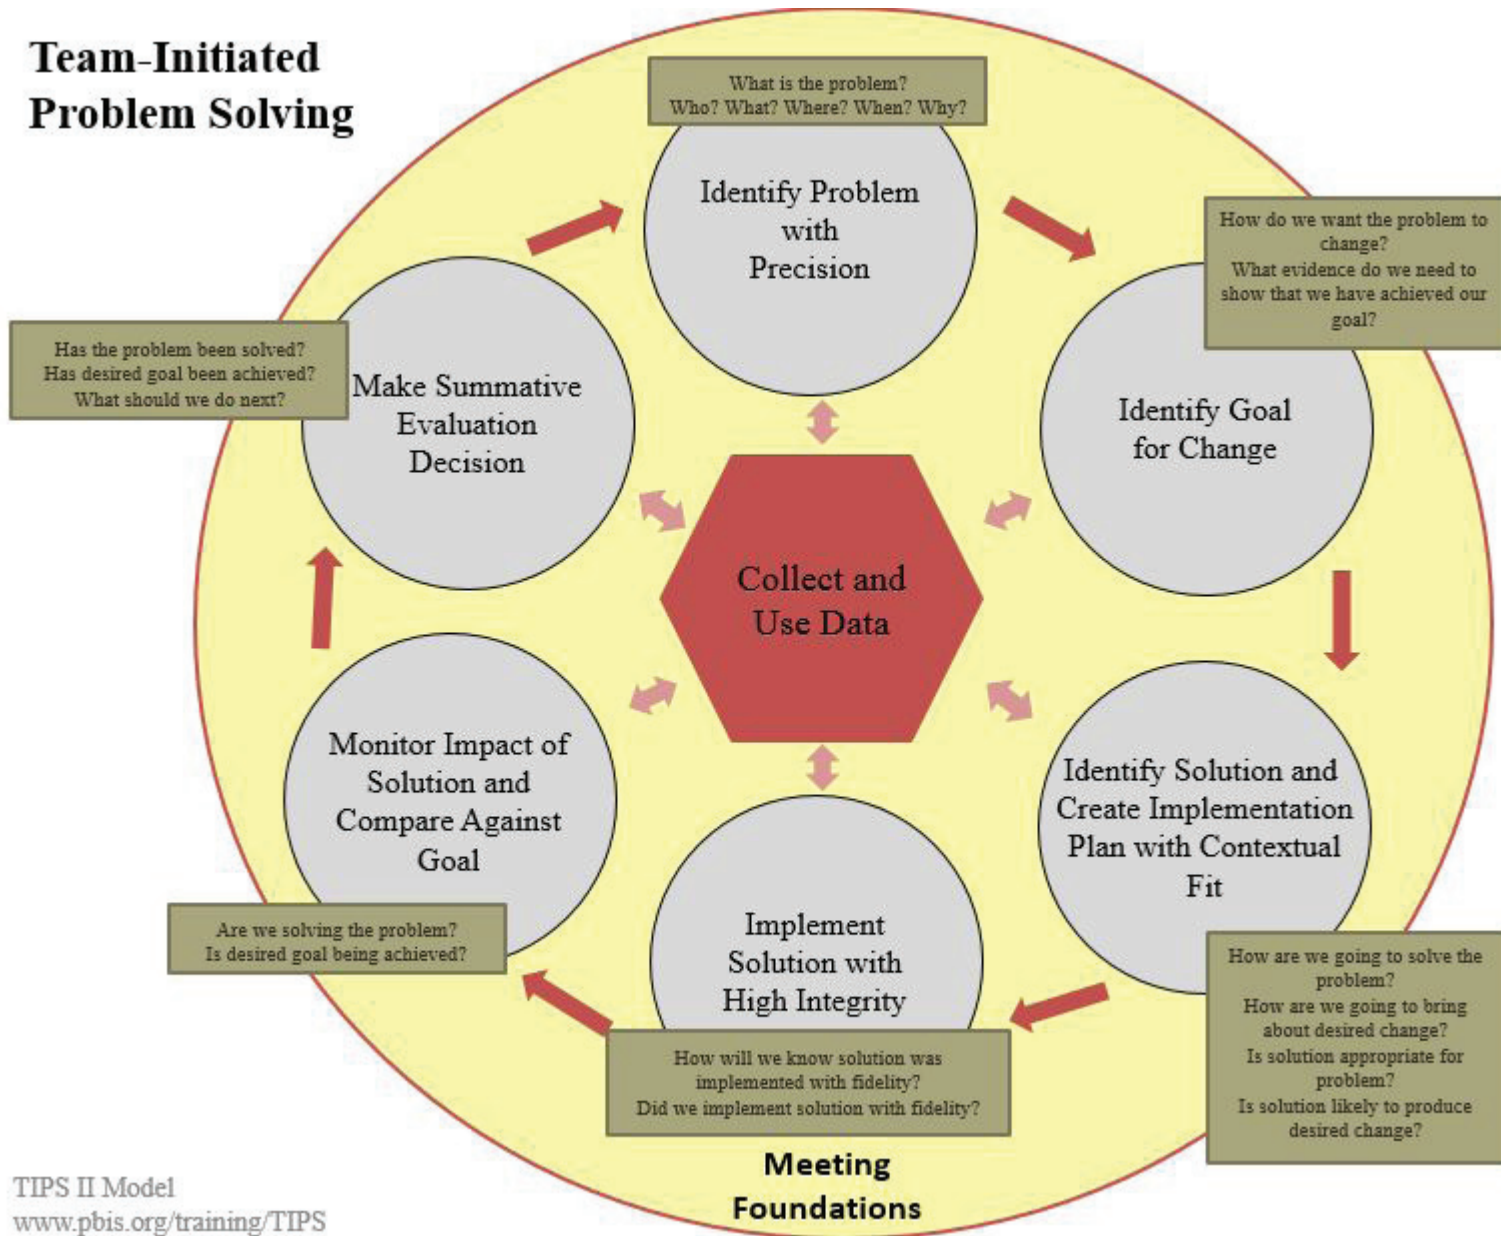 Team-Initiated
Problem Solving
What is the problem?
Who? What? Where? When? Why?
Identify Problem
with
Precision
How do we want the problem to
change?
What evidence do we need to
show that we have achieved our
goal?
Identify Goal
for Change
Identify Solution and
Create Implementation
Plan with Contextual
Fit
How are we going to solve the
problem?
How are we going to bring
about desired change?
Is solution appropriate for
problem?
Is solution likely to produce
desired change?
Implement
Solution with
High Integrity
How will we know solution was
implemented with fidelity?
Did we implement solution with fidelity?
Monitor Impact of
Solution and
Compare Against
Goal
Are we solving the problem?
Is desired goal being achieved?
Make Summative
Evaluation
Decision
Has the problem been solved?
Has desired goal been achieved?
What should we do next?
Collect and
Use Data
Meeting
Foundations
TIPS II Model
www.pbis.org/training/TIPS